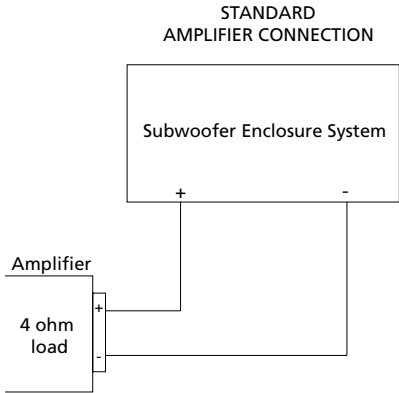 STANDARD
AMPLIFIER CONNECTION
Subwoofer Enclosure System
+ -
Amplifier
+
4 ohm
load
-